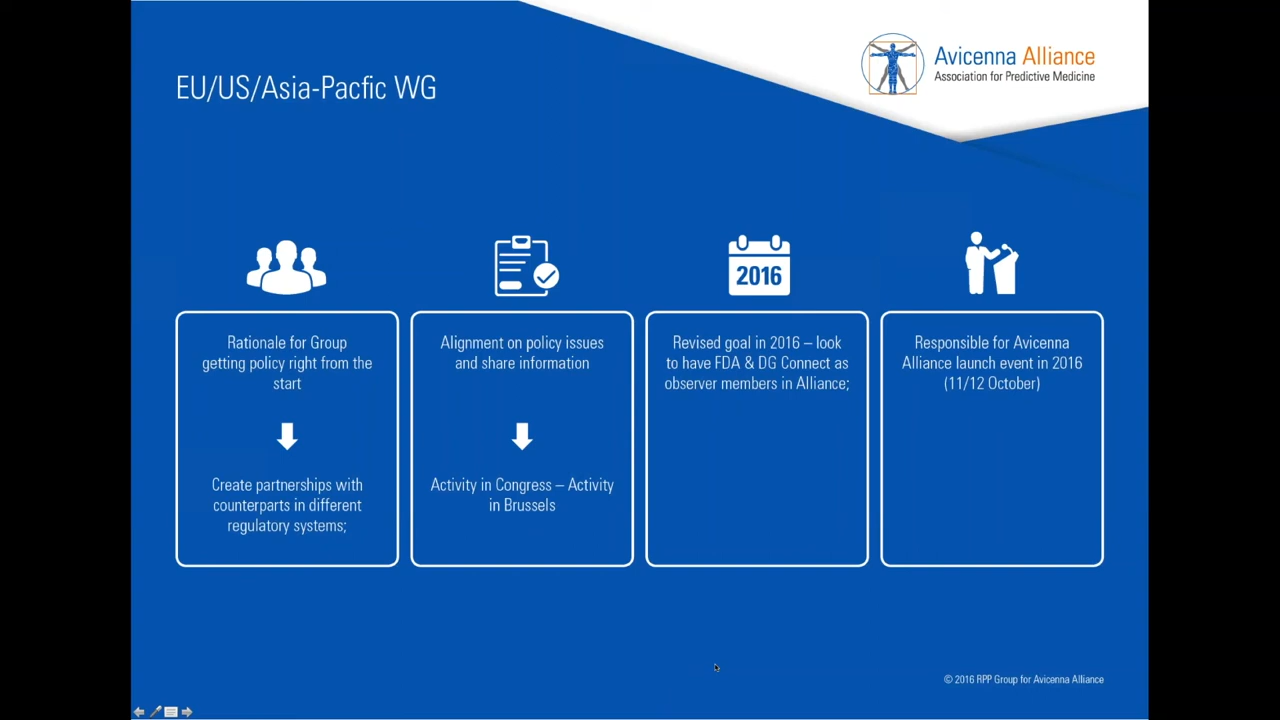 Avicenna Alliance
Association for Predictive Medicine
EU/US/Asia-Pacfic WG
2016
Rationale for Group
getting policy right from the
start
Create partnerships with
counterparts in different
regulatory systems;
Alignment on policy issues
and share information
Activity in Congress – Activity
in Brussels
Revised goal in 2016 – look
to have FDA & DG Connect as
observer members in Alliance;
Responsible for Avicenna
Alliance launch event in 2016
(11/12 October)
© 2016 RPP Group for Avicenna Alliance